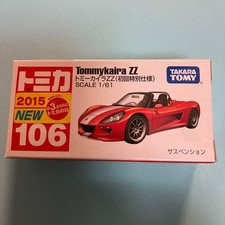 トミカ
2015
NEW
106
Tommykaira ZZ
トミーカイラZZ(初回特別仕様)
SCALE 1/61
TAKARA
TOMY
サスペンション